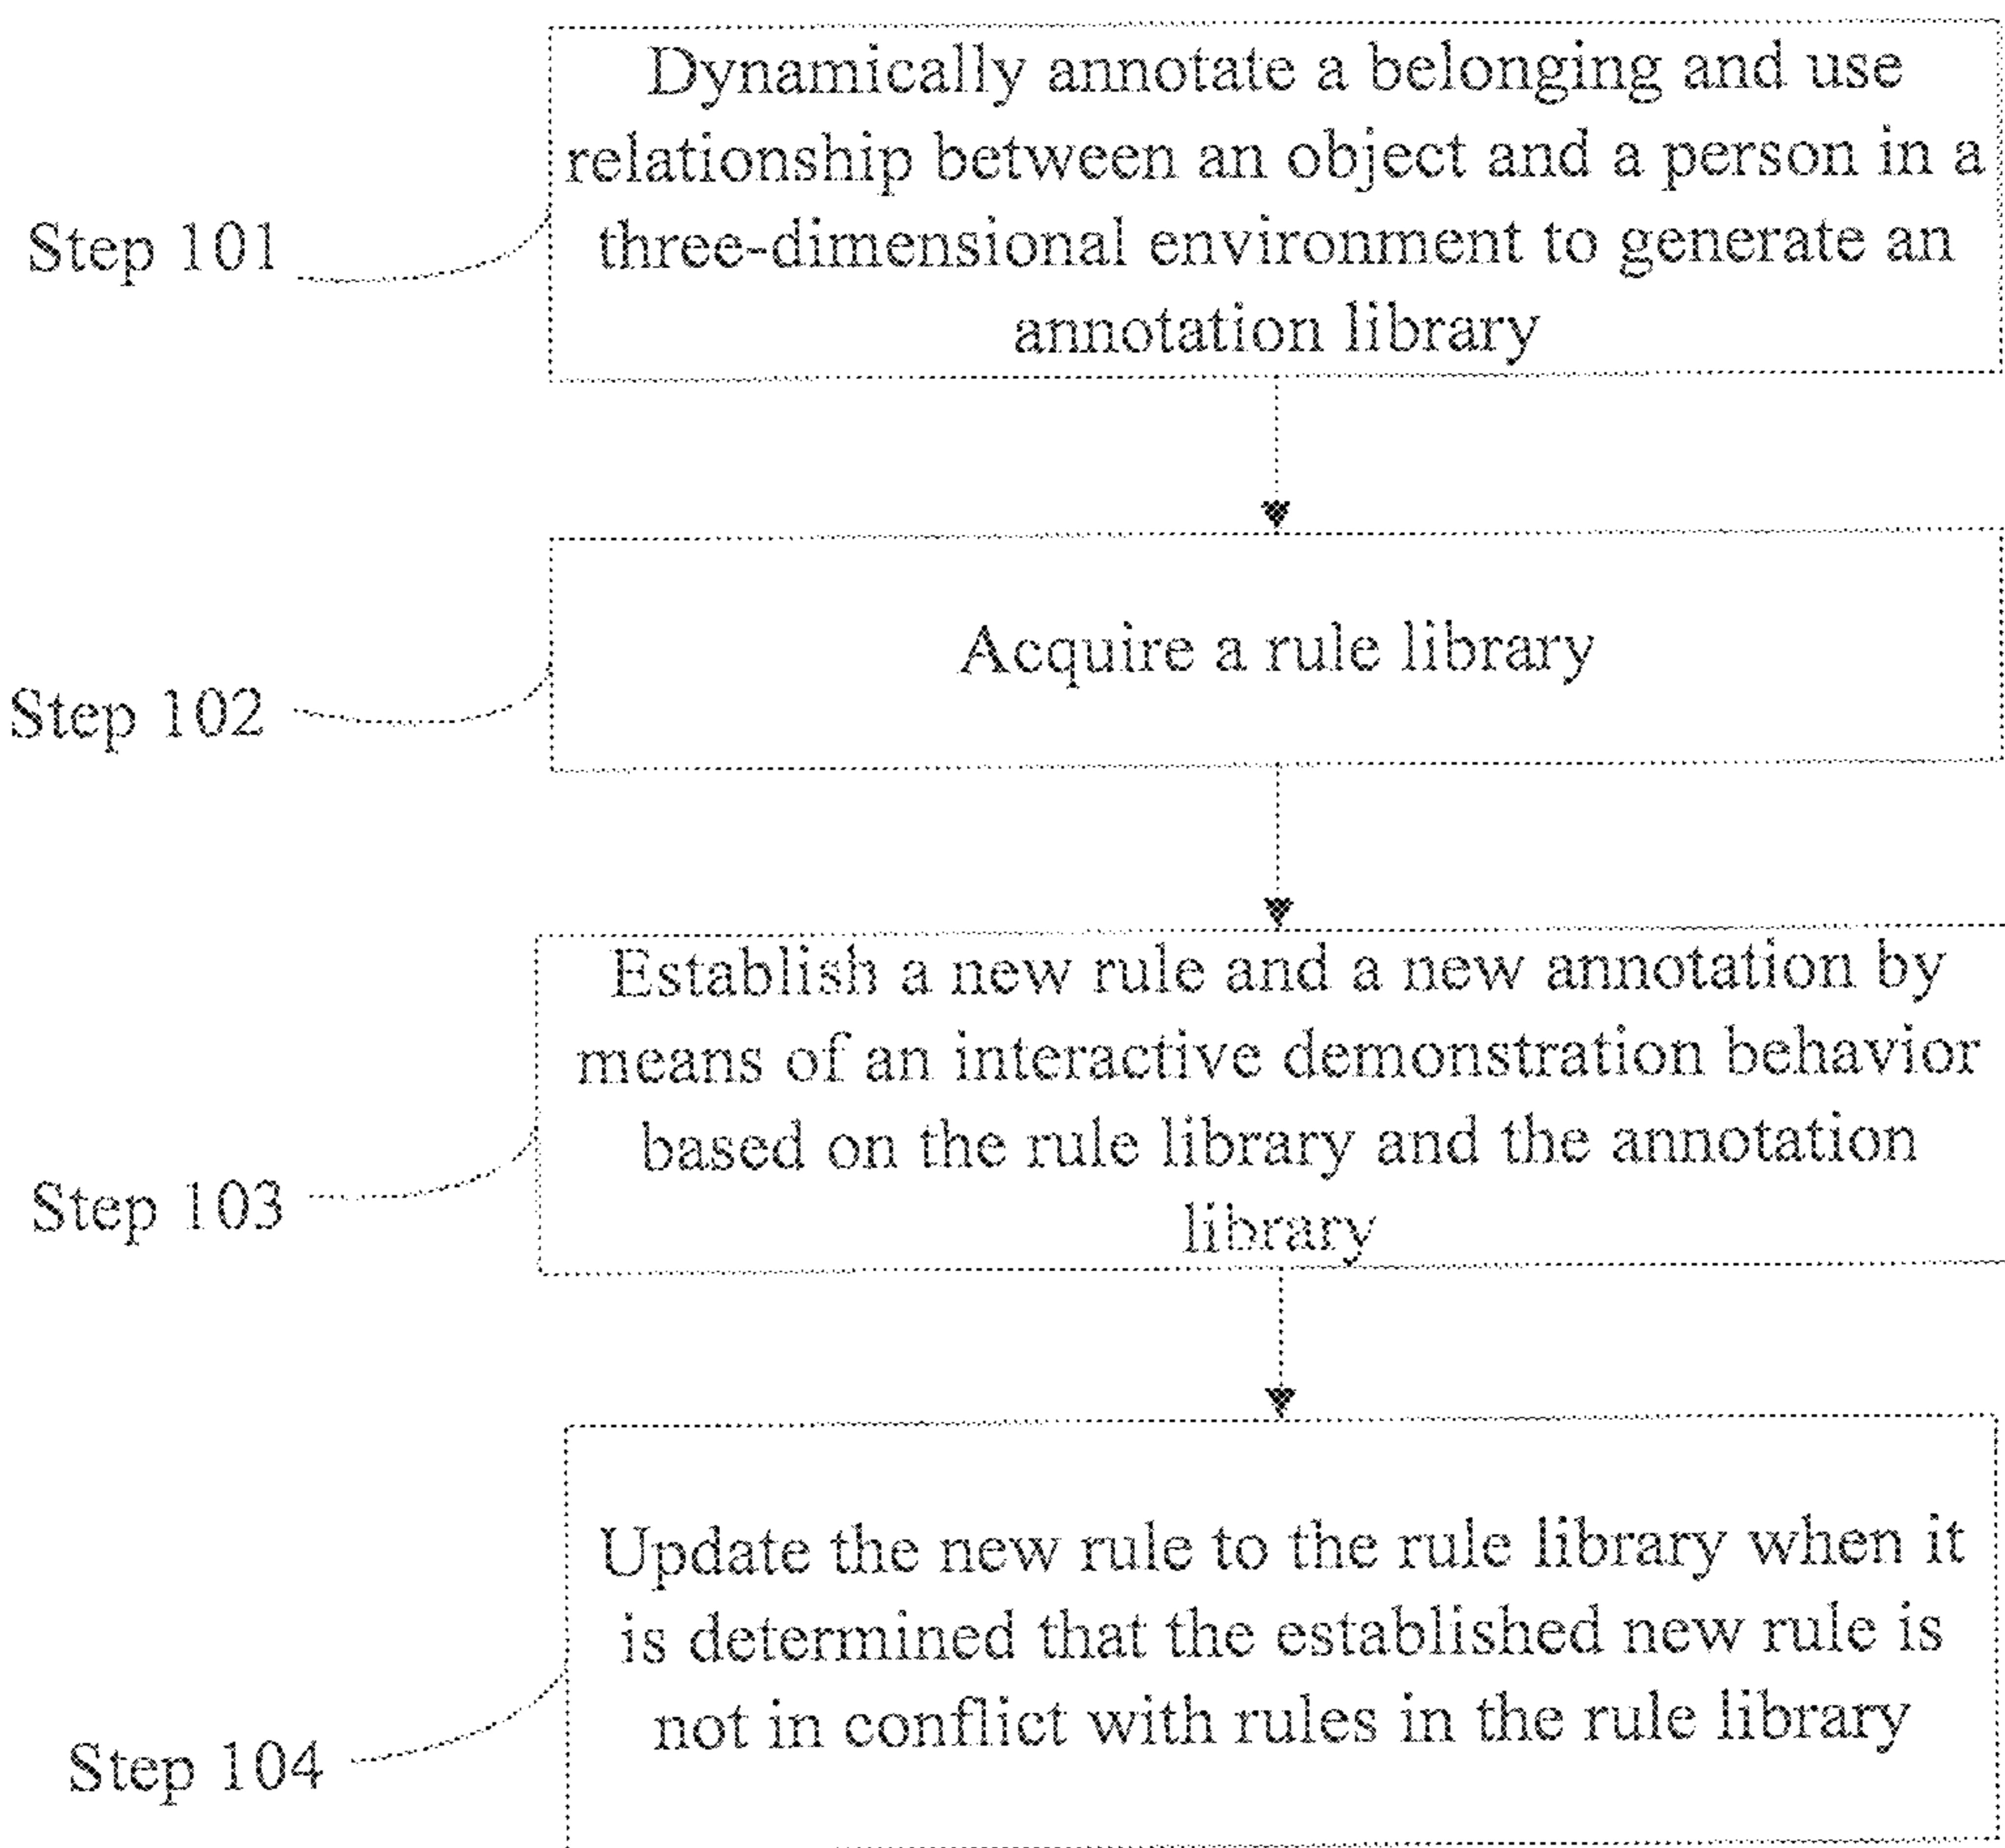 Dynamically annotate a belonging and use
relationship between an object and a person in a
three-dimensional environment to generate an
annotation library
Step 101
Acquire a rule library
Step 102
Establish a new rule and a new annotation by
means of an interactive demonstration behavior
based on the rule library and the annotation
library
Step 103
Update the new rule to the rule library when it
is determined that the established new rule is
not in conflict with rules in the rule library
Step 104